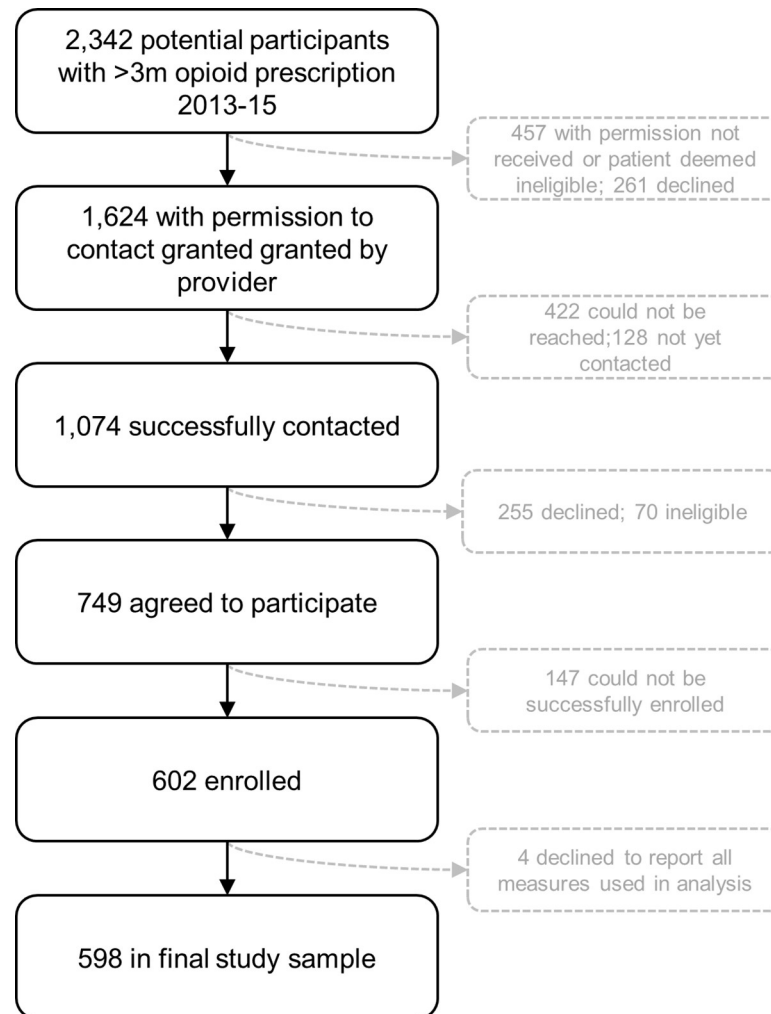 2,342 potential participants
with >3m opioid prescription
2013-15
457 with permission not
received or patient deemed
ineligible; 261 declined
1,624 with permission to
contact granted granted by
provider
422 could not be
reached;128 not yet
contacted
1,074 successfully contacted
255 declined; 70 ineligible
749 agreed to participate
147 could not be
successfully enrolled
602 enrolled
4 declined to report all
measures used in analysis
598 in final study sample